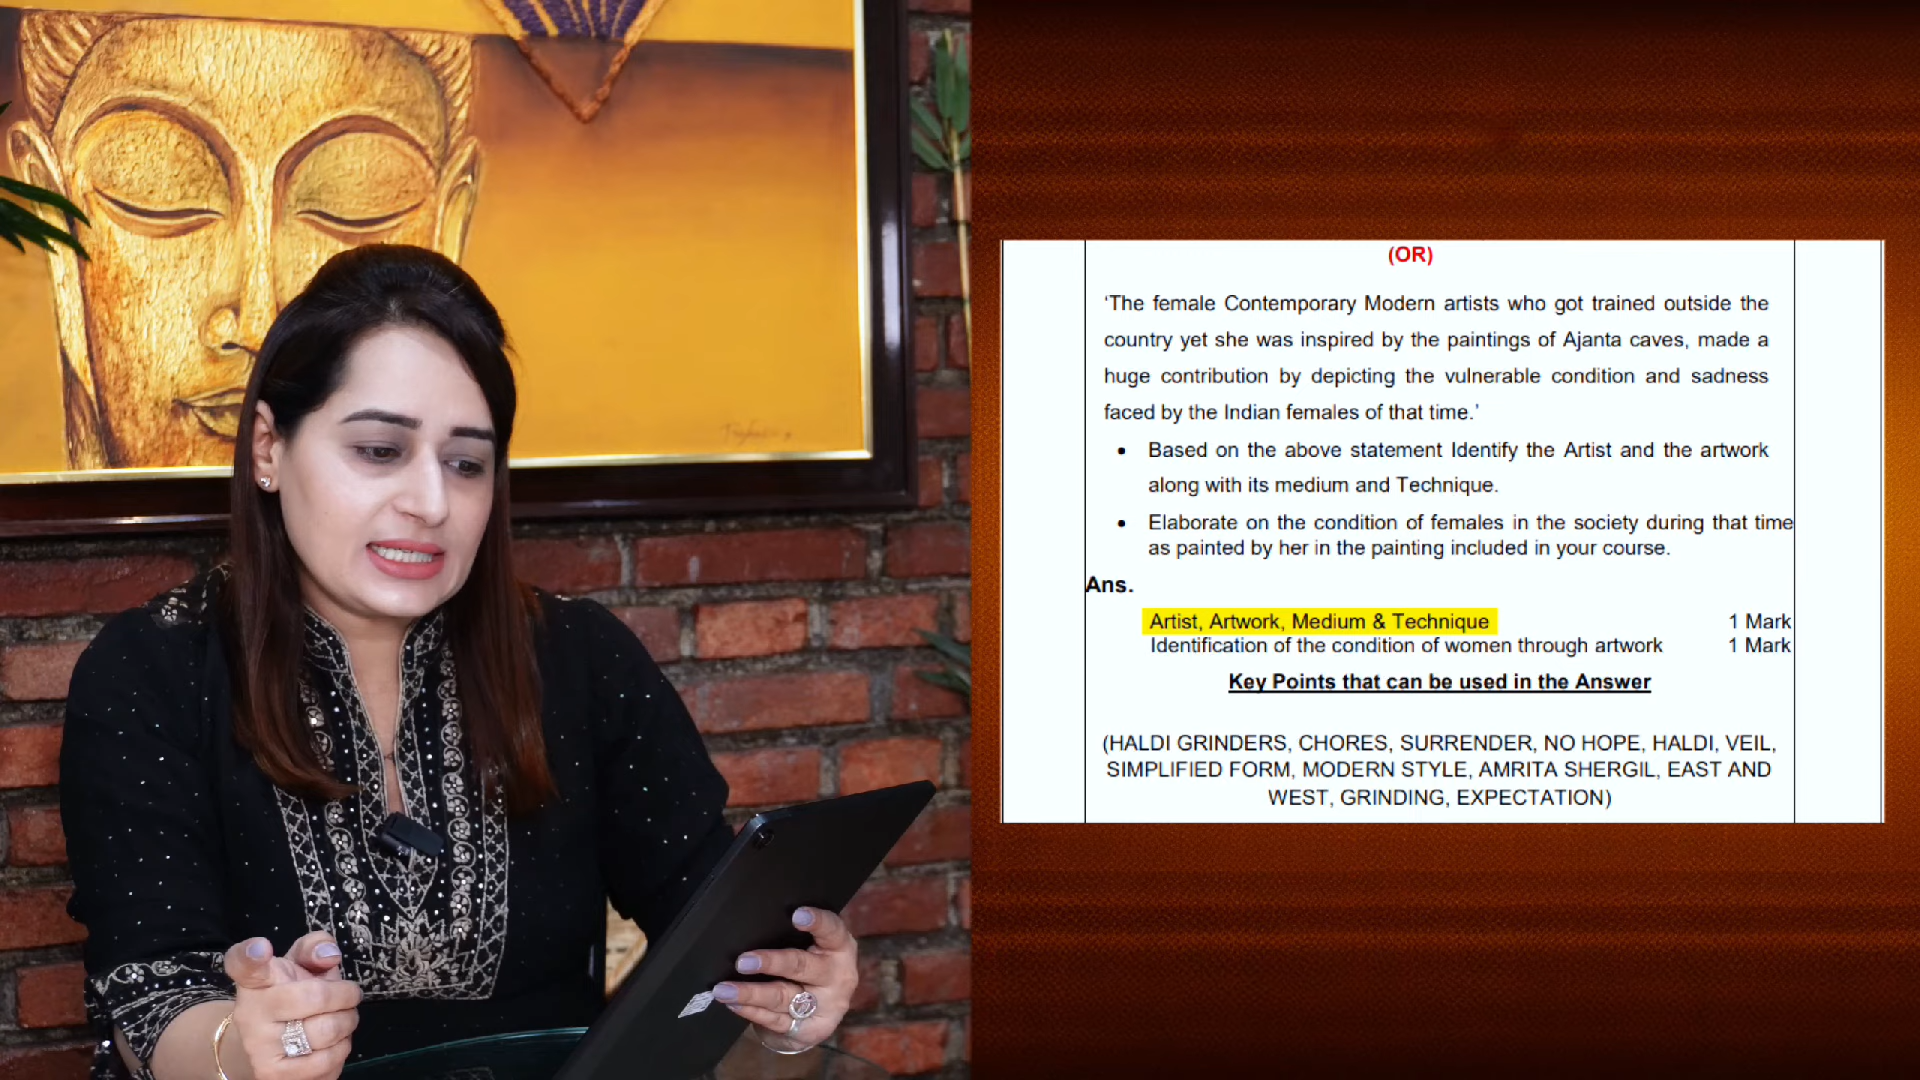 (OR)
‘The female Contemporary Modern artists who got trained outside the
country yet she was inspired by the paintings of Ajanta caves, made a
huge contribution by depicting the vulnerable condition and sadness
faced by the Indian females of that time.’
• Based on the above statement Identify the Artist and the artwork
along with its medium and Technique.
• Elaborate on the condition of females in the society during that time
as painted by her in the painting included in your course.
Ans.
Artist, Artwork, Medium & Technique 1 Mark
Identification of the condition of women through artwork 1 Mark
Key Points that can be used in the Answer
(HALDI GRINDERS, CHORES, SURRENDER, NO HOPE, HALDI, VEIL,
SIMPLIFIED FORM, MODERN STYLE, AMRITA SHERGIL, EAST AND
WEST, GRINDING, EXPECTATION)